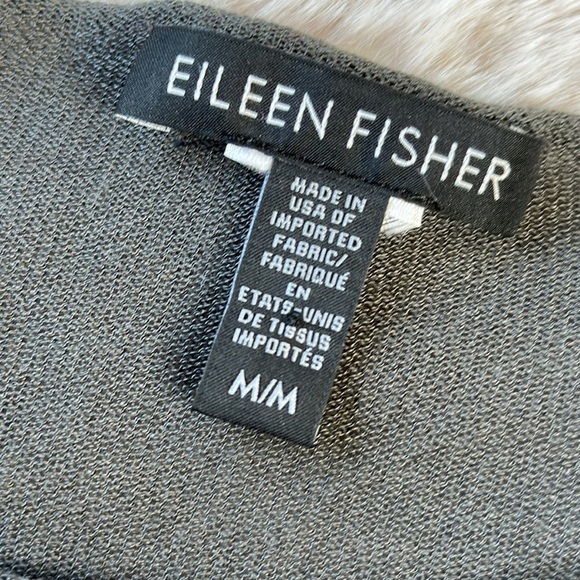 EILEEN FISHER
MADE IN
USA OF
IMPORTED
FABRIC/
FABRIQUÉ
EN
ETATS-UNIS
DE TISSUS
IMPORTÉS
M/M